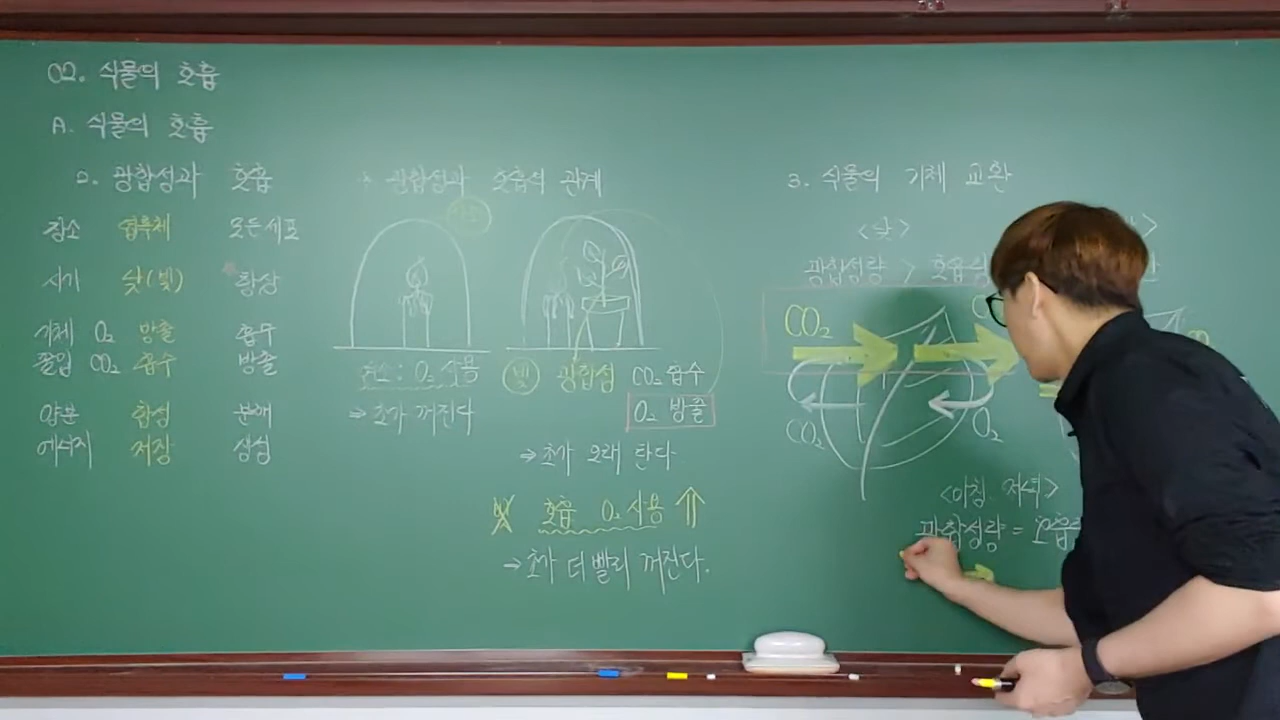 02. 식물의 호흡
A. 식물의 호흡
2. 광합성과 호흡
장소 엽록체 모든세포
시기 낮(빛) 항상
기체 O₂ 방출 흡수
출입 CO₂ 흡수 방출
양분 합성 분해
에너지 저장 생성
* 광합성과 호흡의 관계
연소: O₂ 사용
⇒ 초가 꺼진다
빛 광합성 CO₂ 흡수
O₂ 방출
⇒ 초가 오래 탄다
빛 호흡 O₂ 사용 ⇑
⇒ 초가 더 빨리 꺼진다.
3. 식물의 기체 교환
<낮>
광합성량 > 호흡량
CO₂
CO₂
O₂
<아침 저녁>
광합성량 = 호흡